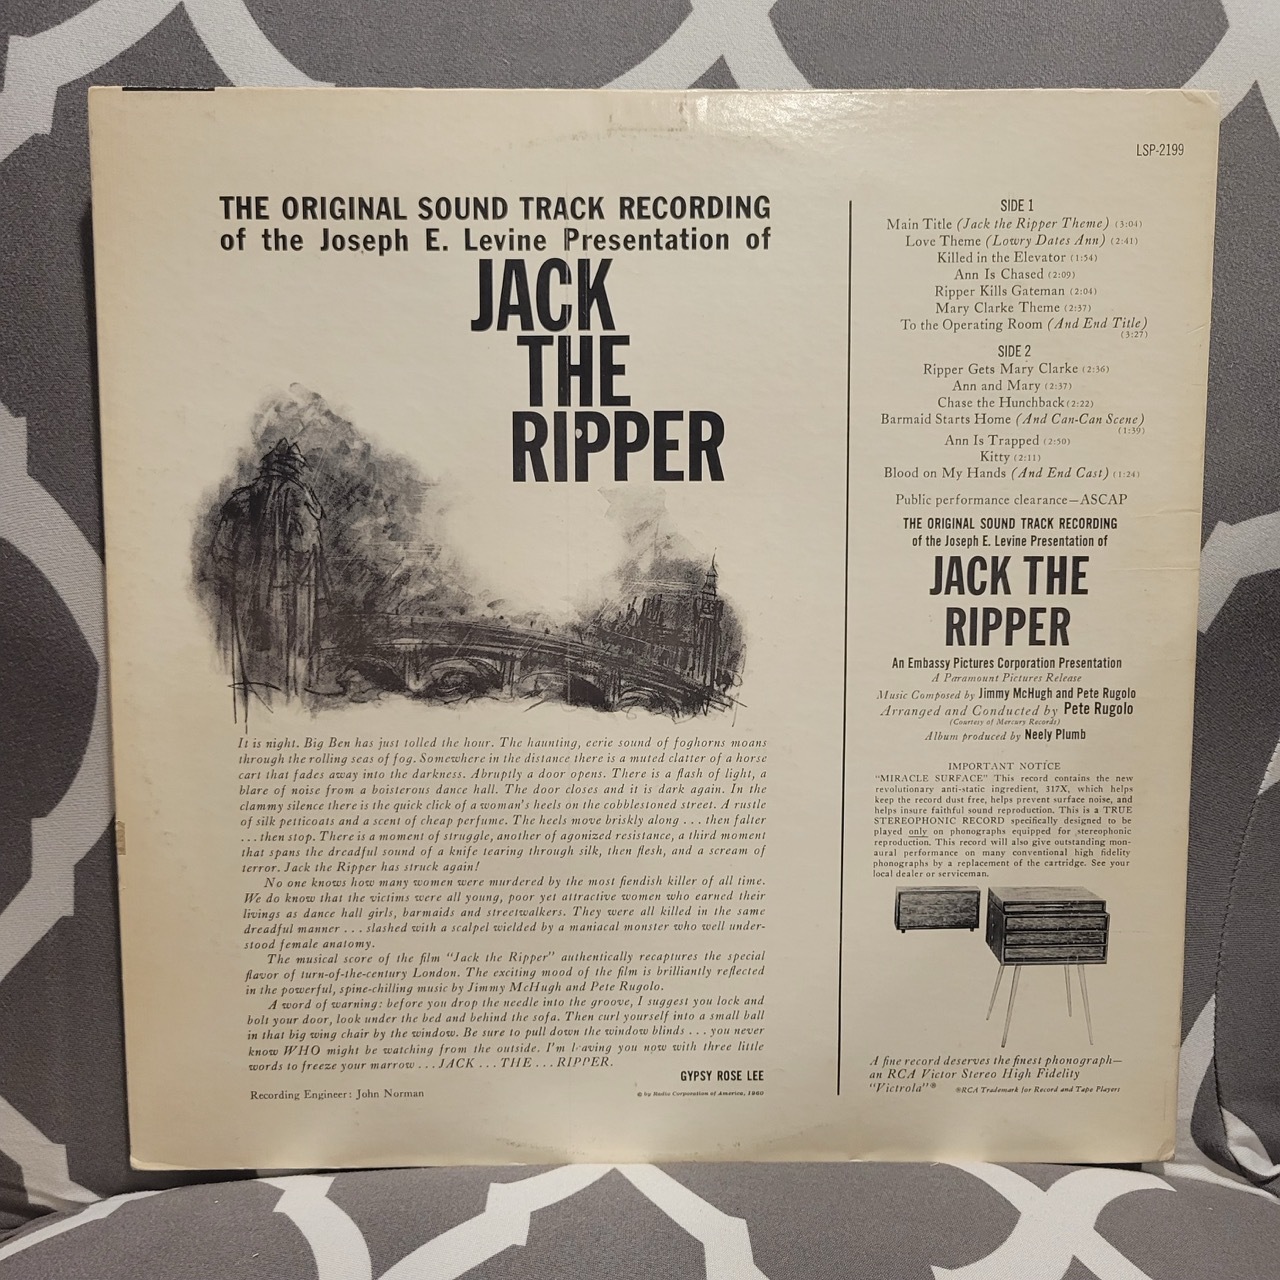 LSP-2199
THE ORIGINAL SOUND TRACK RECORDING
of the Joseph E. Levine Presentation of
JACK
THE
RIPPER
It is night. Big Ben has just tolled the hour. The haunting, eerie sound of foghorns moans
through the rolling seas of fog. Somewhere in the distance there is a muted clatter of a horse
cart that fades away into the darkness. Abruptly a door opens. There is a flash of light, a
blare of noise from a boisterous dance hall. The door closes and it is dark again. In the
clammy silence there is the quick click of a woman's heels on the cobblestoned street. A rustle
of silk petticoats and a scent of cheap perfume. The heels move briskly along . . . then falter
. . . then stop. There is a moment of struggle, another of agonized resistance, a third moment
that spans the dreadful sound of a knife tearing through silk, then flesh, and a scream of
terror. Jack the Ripper has struck again!
No one knows how many women were murdered by the most fiendish killer of all time.
We do know that the victims were all young, poor yet attractive women who earned their
livings as dance hall girls, barmaids and streetwalkers. They were all killed in the same
dreadful manner . . . slashed with a scalpel wielded by a maniacal monster who well under-
stood female anatomy.
The musical score of the film "Jack the Ripper" authentically recaptures the special
flavor of turn-of-the-century London. The exciting mood of the film is brilliantly reflected
in the powerful, spine-chilling music by Jimmy McHugh and Pete Rugolo.
A word of warning: before you drop the needle into the groove, I suggest you lock and
bolt your door, look under the bed and behind the sofa. Then curl yourself into a small ball
in that big wing chair by the window. Be sure to pull down the window blinds . . . you never
know WHO might be watching from the outside. I'm leaving you now with three little
words to freeze your marrow . . . JACK . . . THE . . . RIPPER.
GYPSY ROSE LEE
Recording Engineer: John Norman
© by Radio Corporation of America, 1960
SIDE 1
Main Title (Jack the Ripper Theme) (3:04)
Love Theme (Lowry Dates Ann) (2:41)
Killed in the Elevator (1:54)
Ann Is Chased (2:09)
Ripper Kills Gateman (2:04)
Mary Clarke Theme (2:37)
To the Operating Room (And End Title)
(3:27)
SIDE 2
Ripper Gets Mary Clarke (2:36)
Ann and Mary (2:37)
Chase the Hunchback (2:22)
Barmaid Starts Home (And Can-Can Scene)
(1:39)
Ann Is Trapped (2:50)
Kitty (2:11)
Blood on My Hands (And End Cast) (1:24)
Public performance clearance—ASCAP
THE ORIGINAL SOUND TRACK RECORDING
of the Joseph E. Levine Presentation of
JACK THE
RIPPER
An Embassy Pictures Corporation Presentation
A Paramount Pictures Release
Music Composed by Jimmy McHugh and Pete Rugolo
Arranged and Conducted by Pete Rugolo
(Courtesy of Mercury Records)
Album produced by Neely Plumb
IMPORTANT NOTICE
"MIRACLE SURFACE" This record contains the new
revolutionary anti-static ingredient, 317X, which helps
keep the record dust free, helps prevent surface noise, and
helps insure faithful sound reproduction. This is a TRUE
STEREOPHONIC RECORD specifically designed to be
played only on phonographs equipped for stereophonic
reproduction. This record will also give outstanding mon-
aural performance on many conventional high fidelity
phonographs by a replacement of the cartridge. See your
local dealer or serviceman.
A fine record deserves the finest phonograph—
an RCA Victor Stereo High Fidelity
"Victrola"® ®RCA Trademark for Record and Tape Players